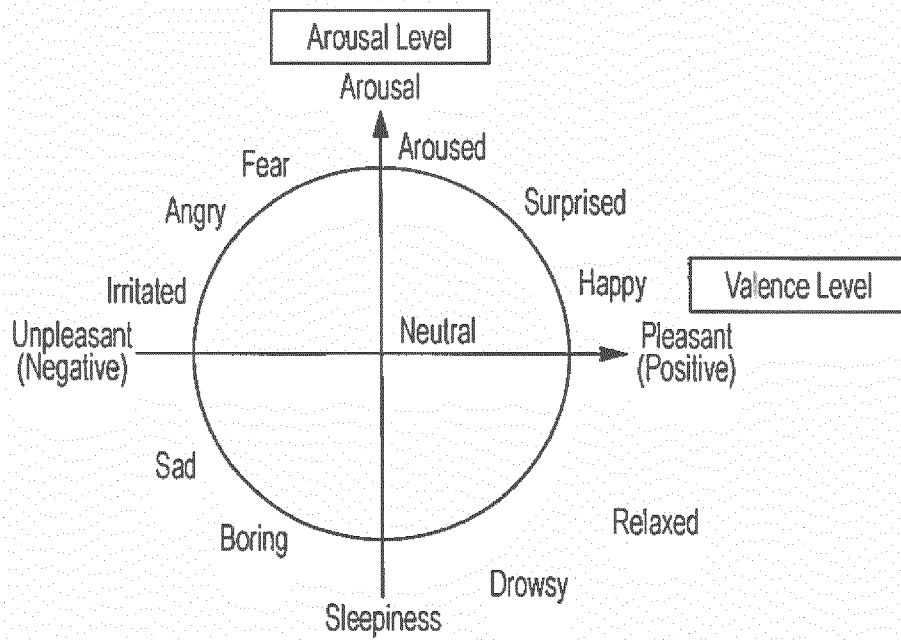 Arousal Level
Arousal
Aroused
Fear
Surprised
Angry
Happy
Valence Level
Irritated
Neutral
Unpleasant
(Negative)
Pleasant
(Positive)
Sad
Relaxed
Boring
Drowsy
Sleepiness